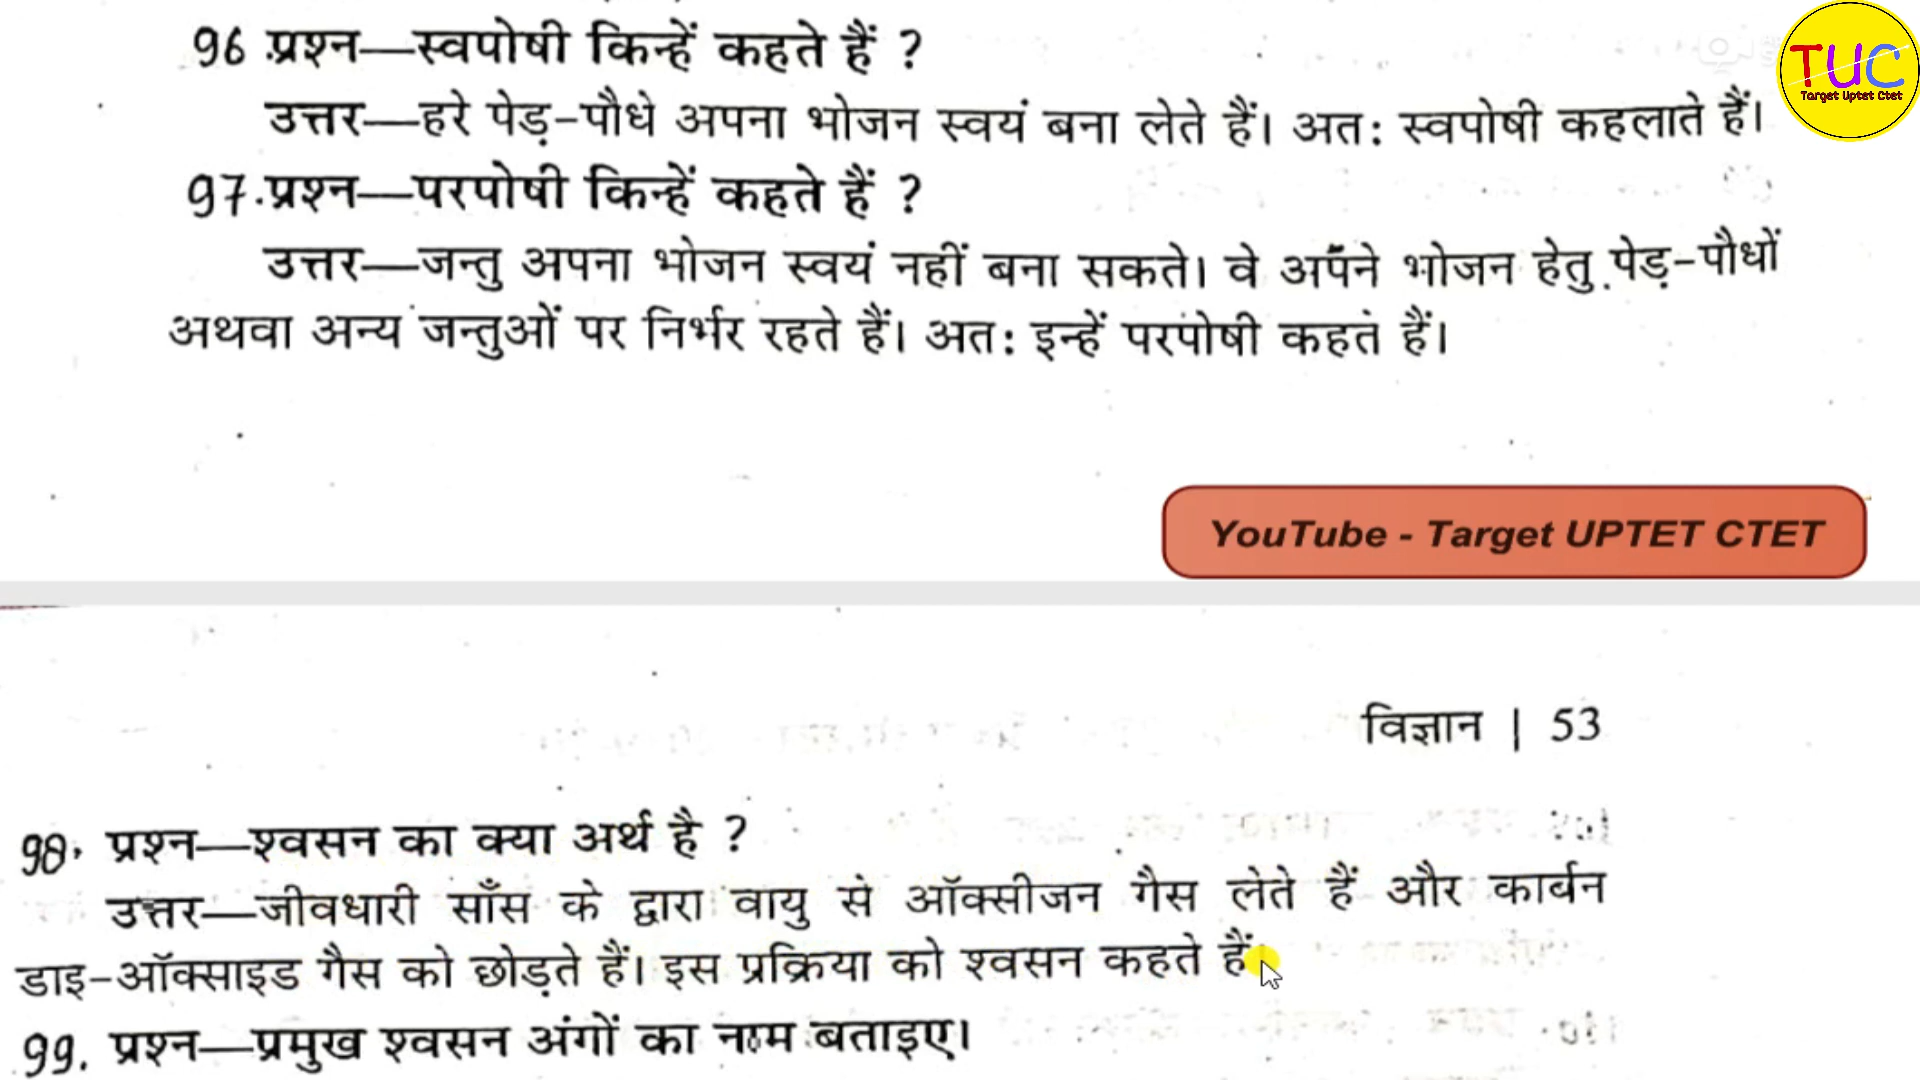 96 .प्रश्न—स्वपोषी किन्हें कहते हैं ?
उत्तर—हरे पेड़-पौधे अपना भोजन स्वयं बना लेते हैं। अत: स्वपोषी कहलाते हैं।
TUC
Target Uptet Ctet
97.प्रश्न—परपोषी किन्हें कहते हैं ?
उत्तर—जन्तु अपना भोजन स्वयं नहीं बना सकते। वे अपने भोजन हेतु पेड़-पौधों
अथवा अन्य जन्तुओं पर निर्भर रहते हैं। अत: इन्हें परपोषी कहते हैं।
YouTube - Target UPTET CTET
विज्ञान | 53
98. प्रश्न—श्वसन का क्या अर्थ है ?
उत्तर—जीवधारी साँस के द्वारा वायु से ऑक्सीजन गैस लेते हैं और कार्बन
डाइ-ऑक्साइड गैस को छोड़ते हैं। इस प्रक्रिया को श्वसन कहते हैं
99. प्रश्न—प्रमुख श्वसन अंगों का नाम बताइए।